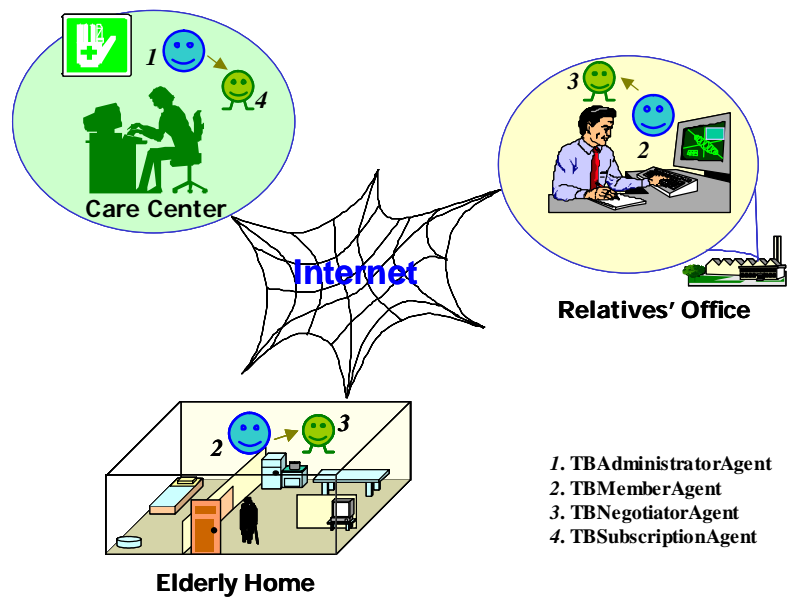 1
4
Care Center
3
2
Internet
Relatives' Office
2
3
Elderly Home
1. TBAdministratorAgent
2. TBMemberAgent
3. TBNegotiatorAgent
4. TBSubscriptionAgent